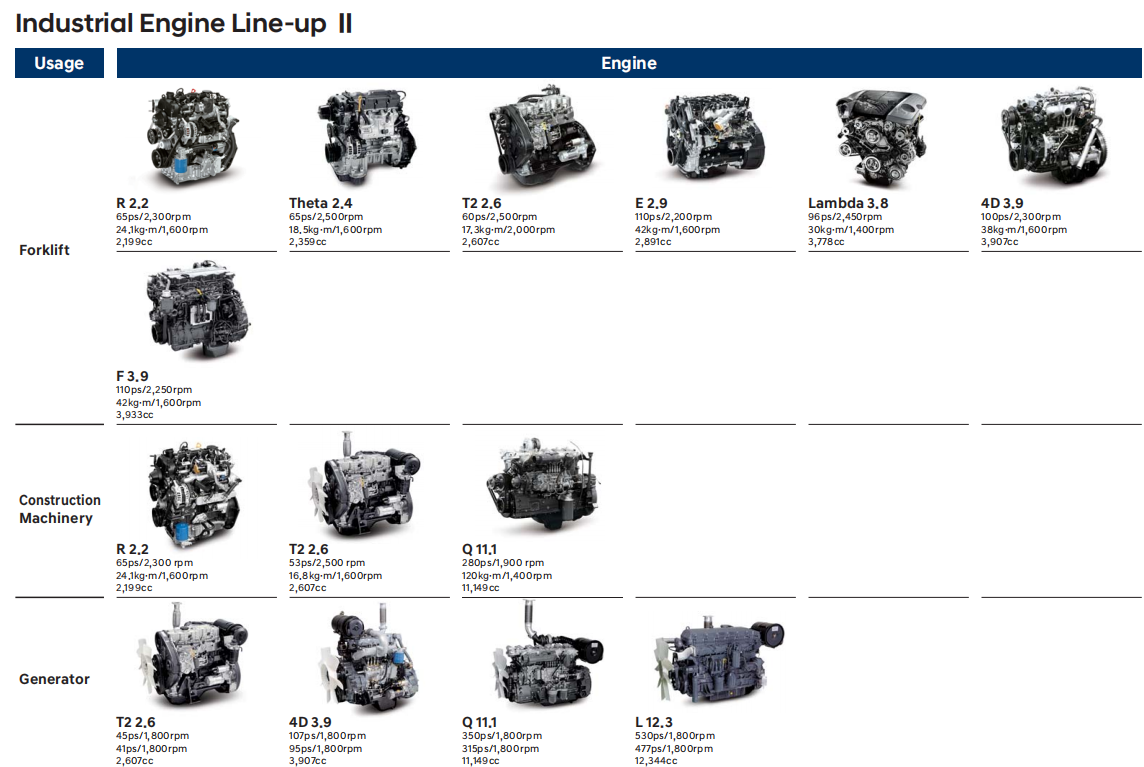 Industrial Engine Line-up Ⅱ
Usage
Engine
Forklift
R 2.2
65ps/2,300rpm
24,1kg·m/1,600rpm
2,199cc
Theta 2.4
65ps/2,500rpm
18,5kg·m/1,600rpm
2,359cc
T2 2.6
60ps/2,500rpm
17,3kg·m/2,000rpm
2,607cc
E 2.9
110ps/2,200rpm
42kg·m/1,600rpm
2,891cc
Lambda 3.8
96ps/2,450rpm
30kg·m/1,400rpm
3,778cc
4D 3.9
100ps/2,300rpm
38kg·m/1,600rpm
3,907cc
F 3.9
110ps/2,250rpm
42kg·m/1,600rpm
3,933cc
Construction
Machinery
R 2.2
65ps/2,300 rpm
24,1kg·m/1,600rpm
2,199cc
T2 2.6
53ps/2,500 rpm
16,8kg·m/1,600rpm
2,607cc
Q 11.1
280ps/1,900 rpm
120kg·m/1,400rpm
11,149cc
Generator
T2 2.6
45ps/1,800rpm
41ps/1,800rpm
2,607cc
4D 3.9
107ps/1,800rpm
95ps/1,800rpm
3,907cc
Q 11.1
350ps/1,800rpm
315ps/1,800rpm
11,149cc
L 12.3
530ps/1,800rpm
477ps/1,800rpm
12,344cc